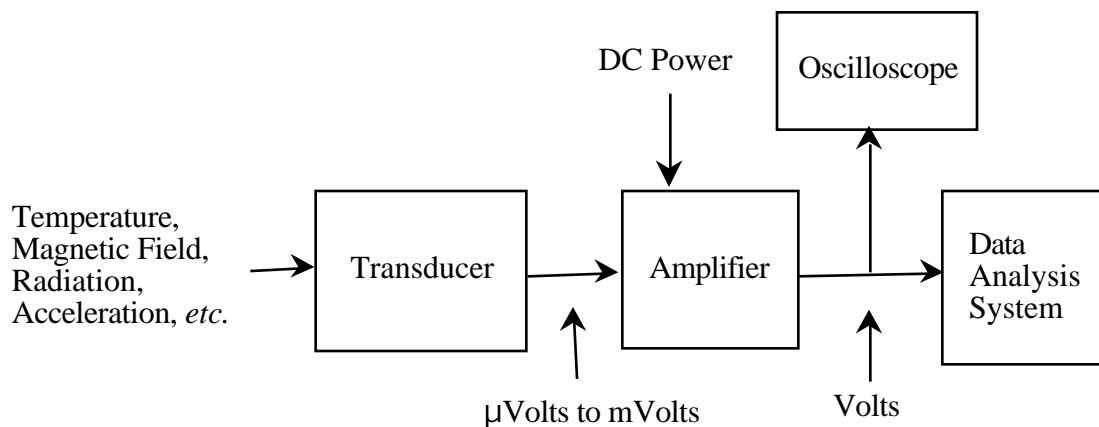 DC Power
Oscilloscope
Temperature,
Magnetic Field,
Radiation,
Acceleration, etc.
Transducer
Amplifier
Data
Analysis
System
µVolts to mVolts
Volts